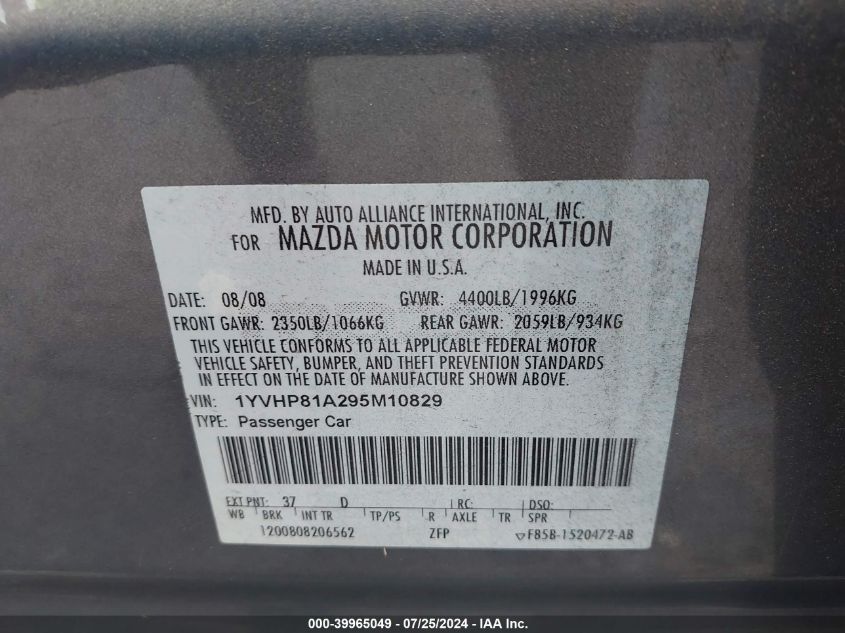 MFD. BY AUTO ALLIANCE INTERNATIONAL, INC.
FOR MAZDA MOTOR CORPORATION
MADE IN U.S.A.
DATE: 08/08 GVWR: 4400LB/1996KG
FRONT GAWR: 2350LB/1066KG REAR GAWR: 2059LB/934KG
THIS VEHICLE CONFORMS TO ALL APPLICABLE FEDERAL MOTOR
VEHICLE SAFETY, BUMPER, AND THEFT PREVENTION STANDARDS
IN EFFECT ON THE DATE OF MANUFACTURE SHOWN ABOVE.
VIN: 1YVHP81A295M10829
TYPE: Passenger Car
EXT PNT: 37 D RC: DSO:
WB BRK INT TR TP/PS R AXLE TR SPR
1200808206562 ZFP F85B-1520472-AB
000-39965049 - 07/25/2024 - IAA Inc.